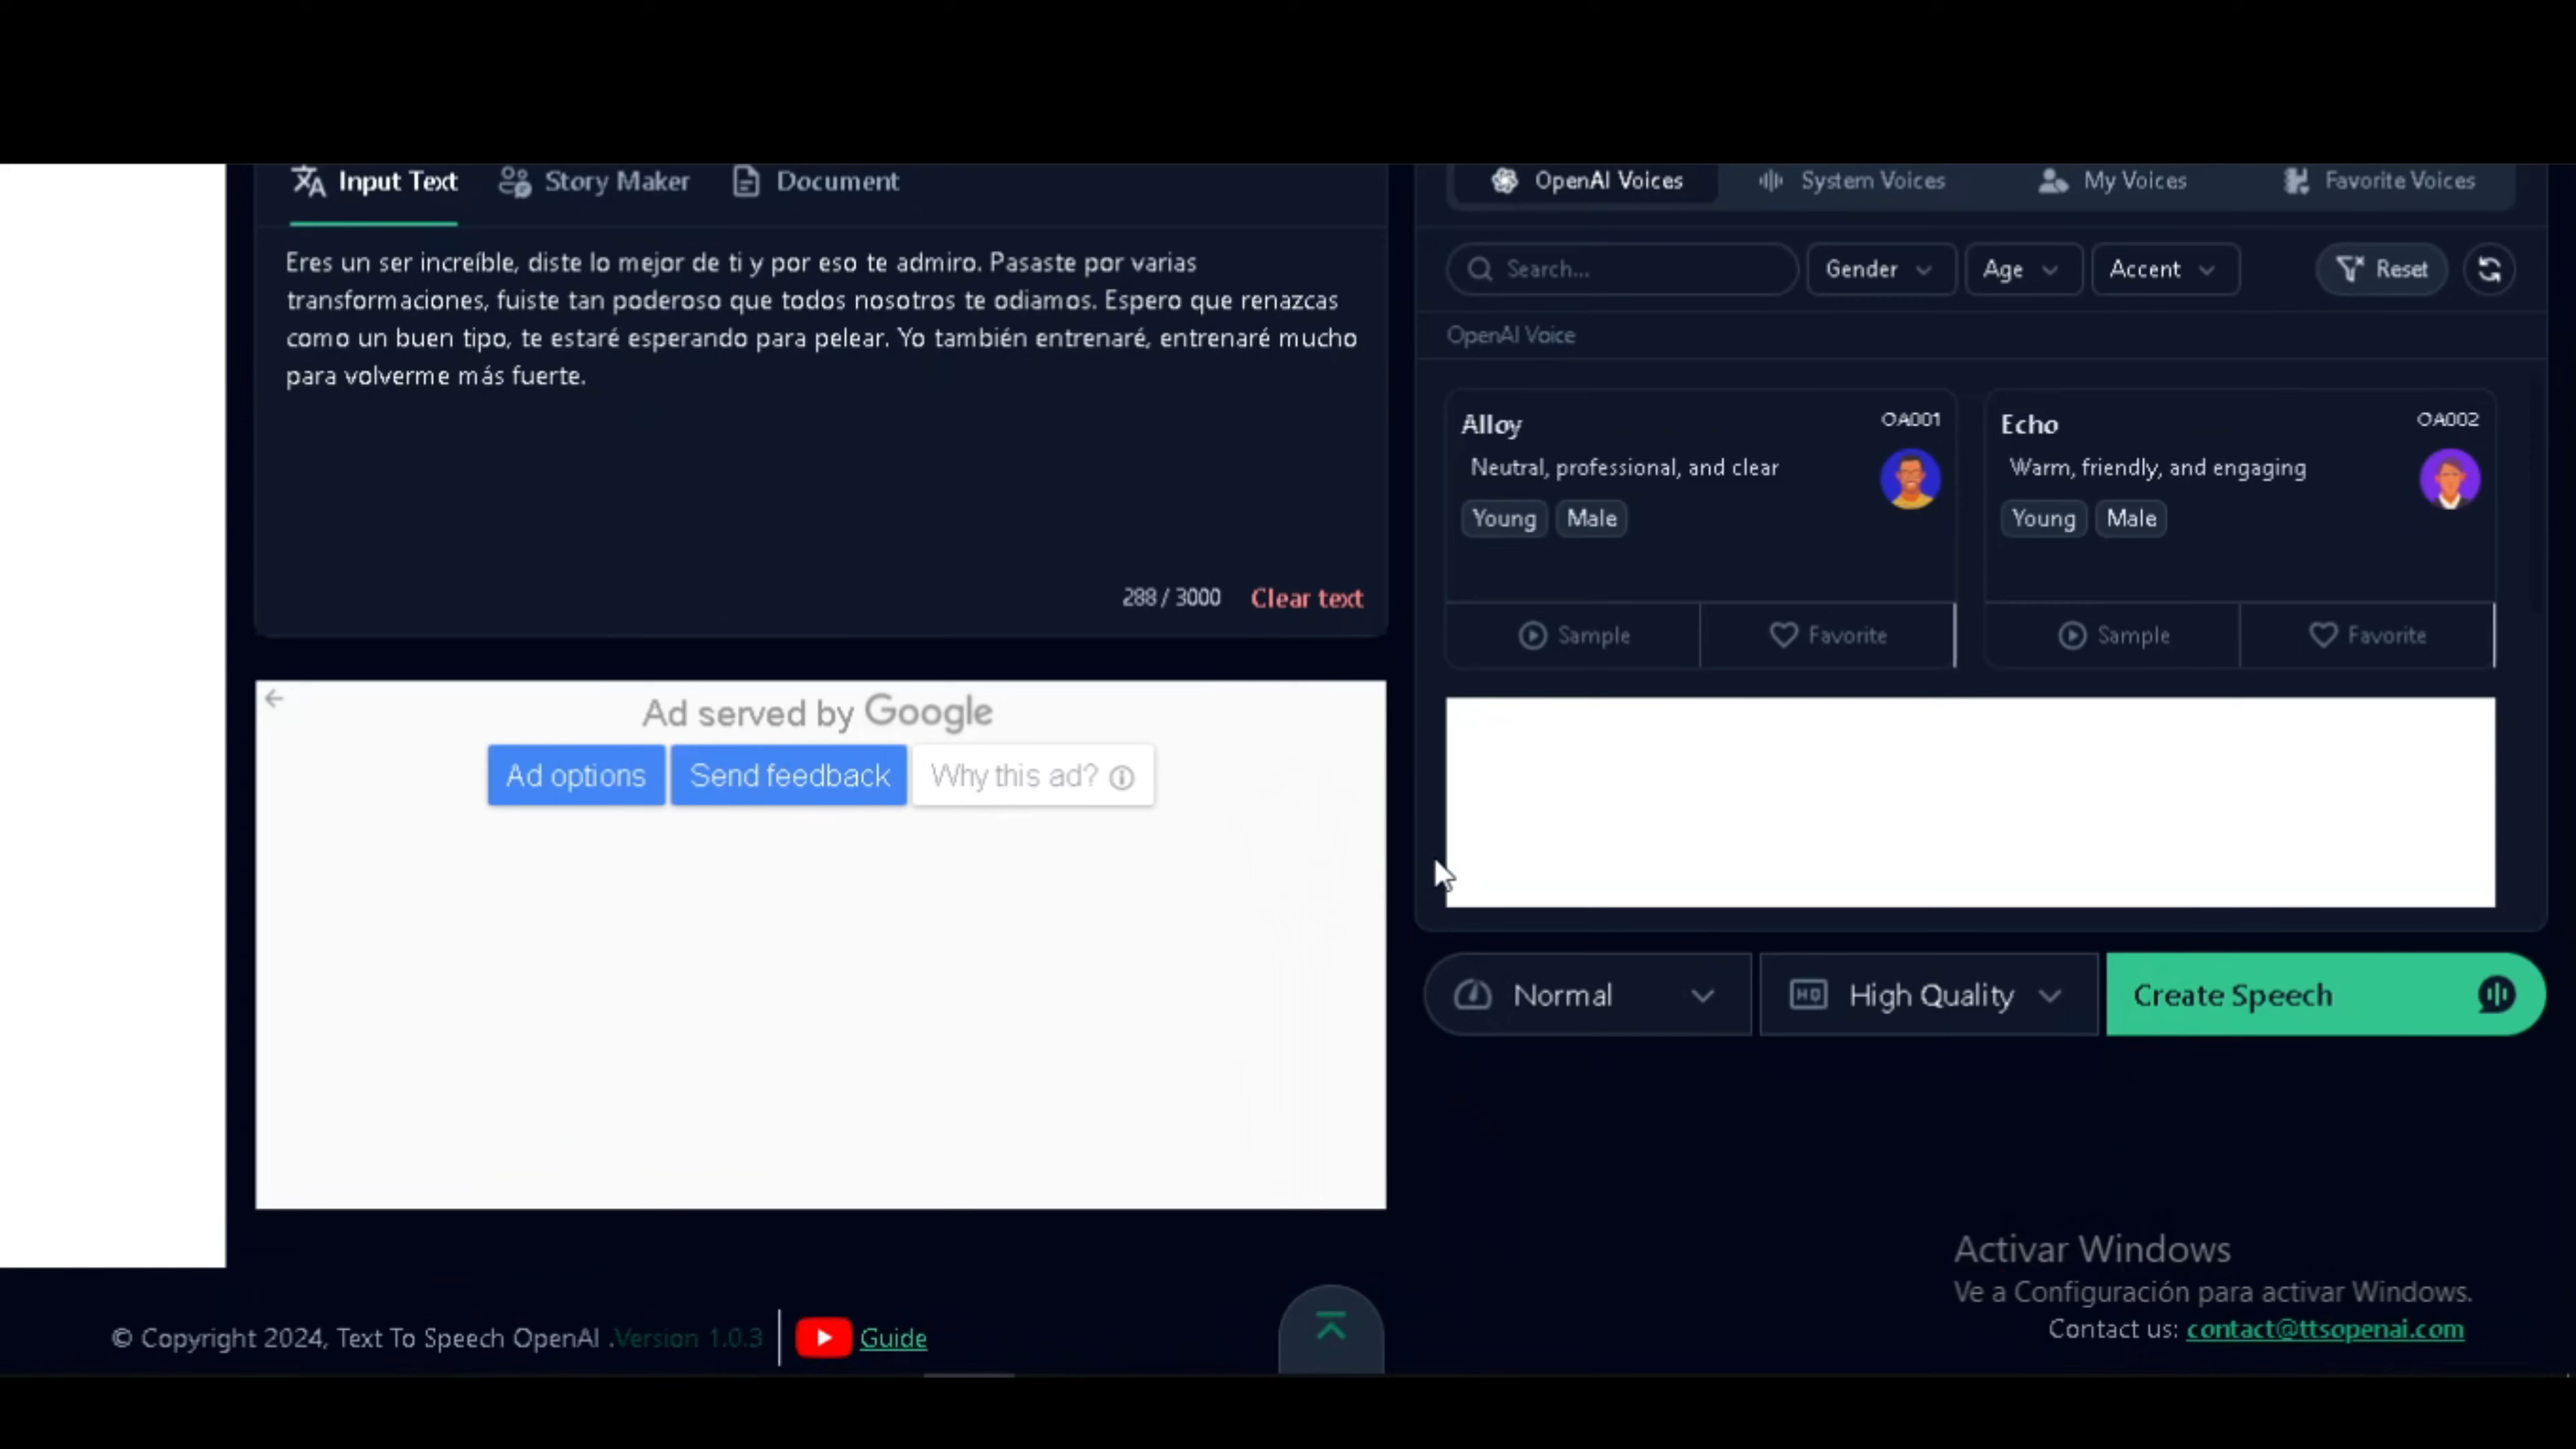 Input Text Story Maker Document
Eres un ser increíble, diste lo mejor de ti y por eso te admiro. Pasaste por varias
transformaciones, fuiste tan poderoso que todos nosotros te odiamos. Espero que renazcas
como un buen tipo, te estaré esperando para pelear. Yo también entrenaré, entrenaré mucho
para volverme más fuerte.
288 / 3000 Clear text
Ad served by Google
Ad options Send feedback Why this ad?
OpenAI Voices System Voices My Voices Favorite Voices
Search... Gender Age Accent Reset
OpenAI Voice
Alloy OA001
Neutral, professional, and clear
Young Male
Sample Favorite
Echo OA002
Warm, friendly, and engaging
Young Male
Sample Favorite
Normal HQ High Quality Create Speech
Activar Windows
Ve a Configuración para activar Windows.
© Copyright 2024, Text To Speech OpenAI .Version 1.0.3 Guide
Contact us: contact@ttsopenai.com